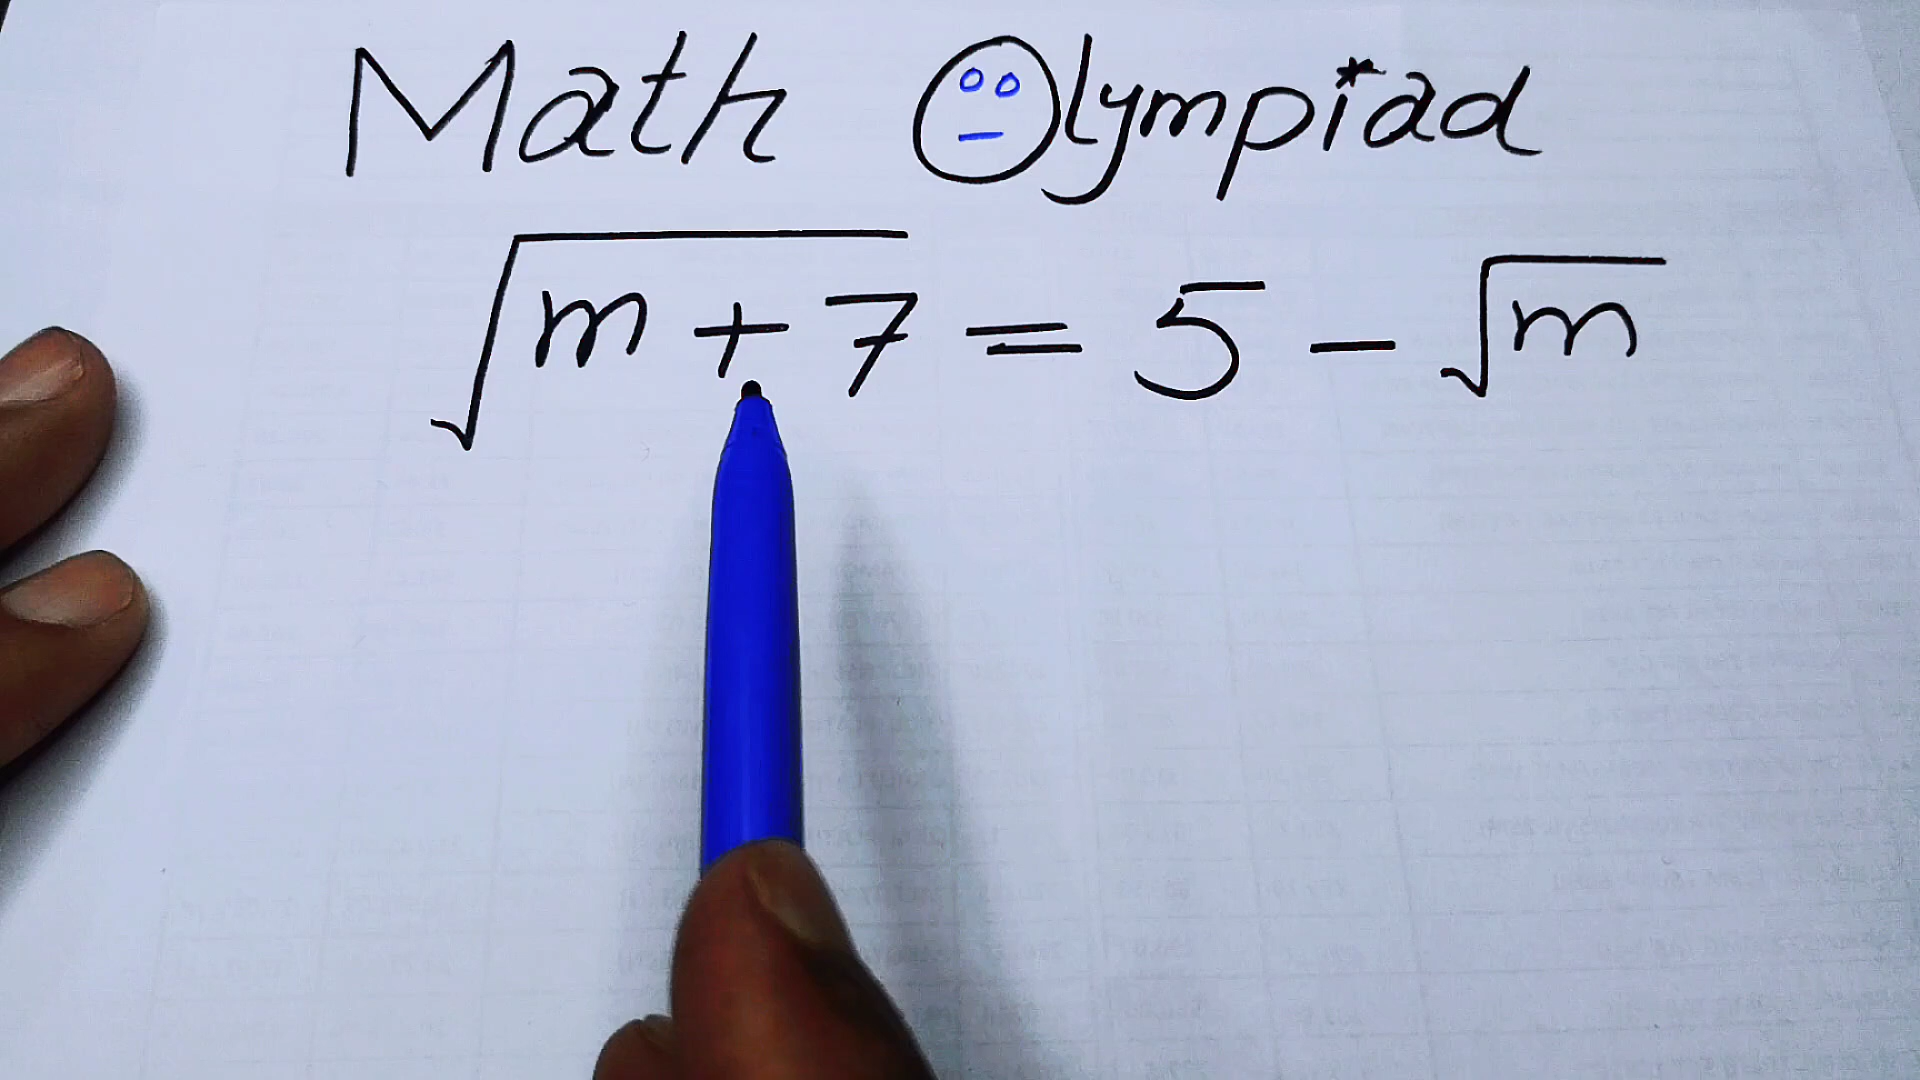 Math Olympiad
√(m + 7) = 5 - √m